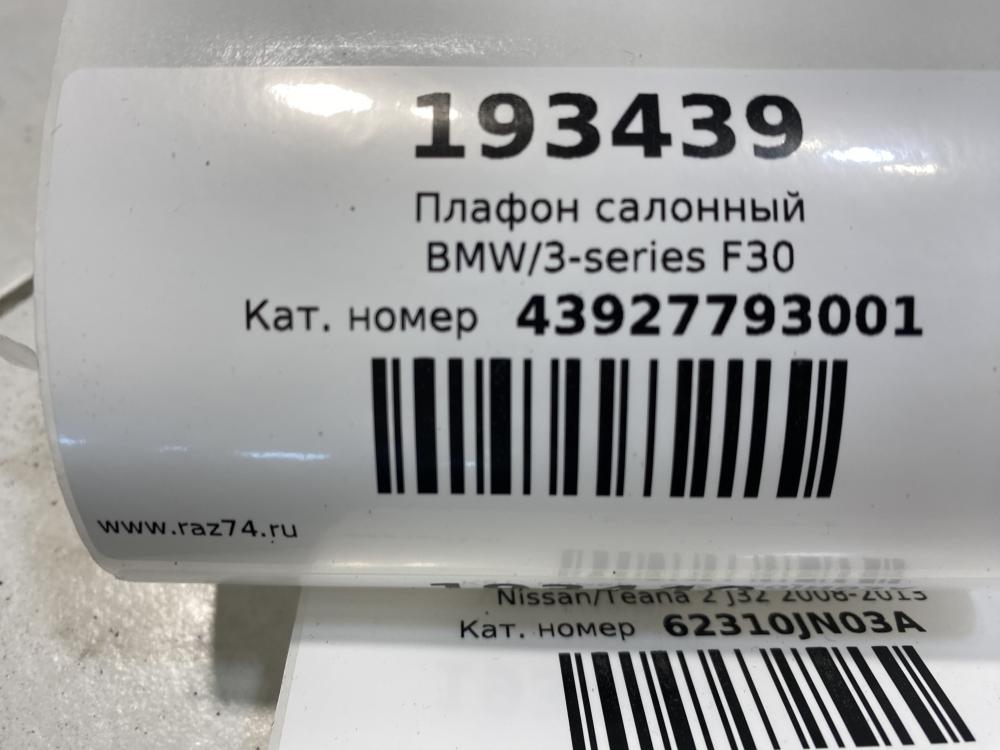 193439
Плафон салонный
BMW/3-series F30
Кат. номер 43927793001
www.raz74.ru
Nissan/Teana 2 J32 2008-2013
Кат. номер 62310JN03A